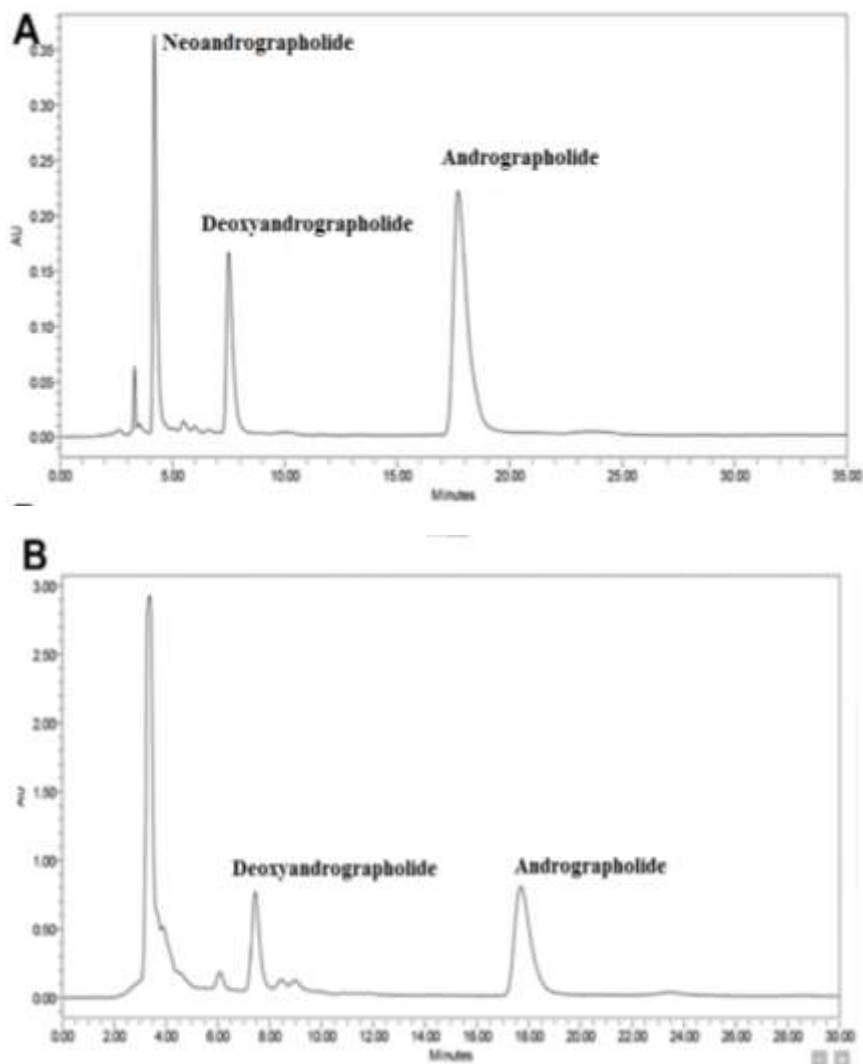 A
Neoandrographolide
0.35
0.30
Andrographolide
0.25
Deoxyandrographolide
0.20
AU
0.15
0.10
0.05
0.00
0.00 5.00 10.00 15.00 20.00 25.00 30.00 35.00
Minutes
B
3.00
2.50
2.00
1.50
AU
1.00
Deoxyandrographolide Andrographolide
0.50
0.00
0.00 2.00 4.00 6.00 8.00 10.00 12.00 14.00 16.00 18.00 20.00 22.00 24.00 26.00 28.00 30.00
Minutes